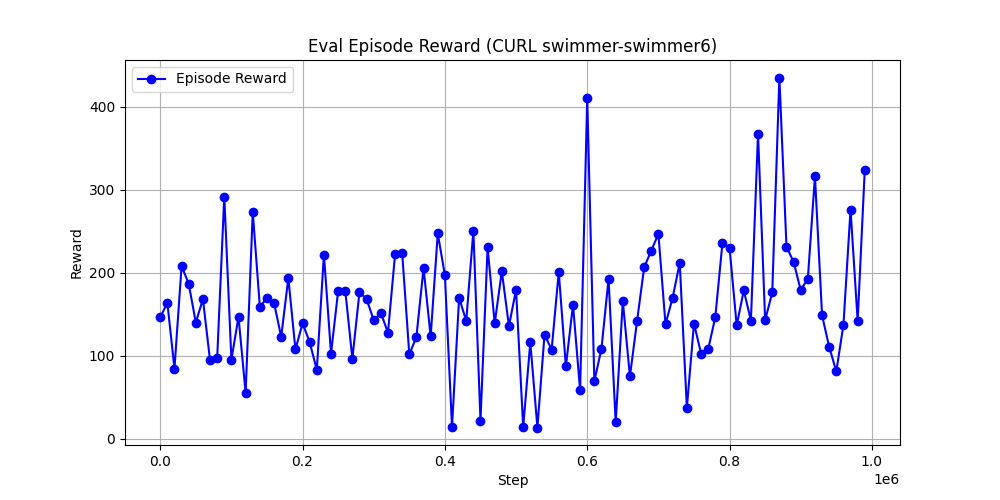 Eval Episode Reward (CURL swimmer-swimmer6)
Episode Reward
Reward
400
300
200
100
0
0.0 0.2 0.4 0.6 0.8 1.0
1e6
Step